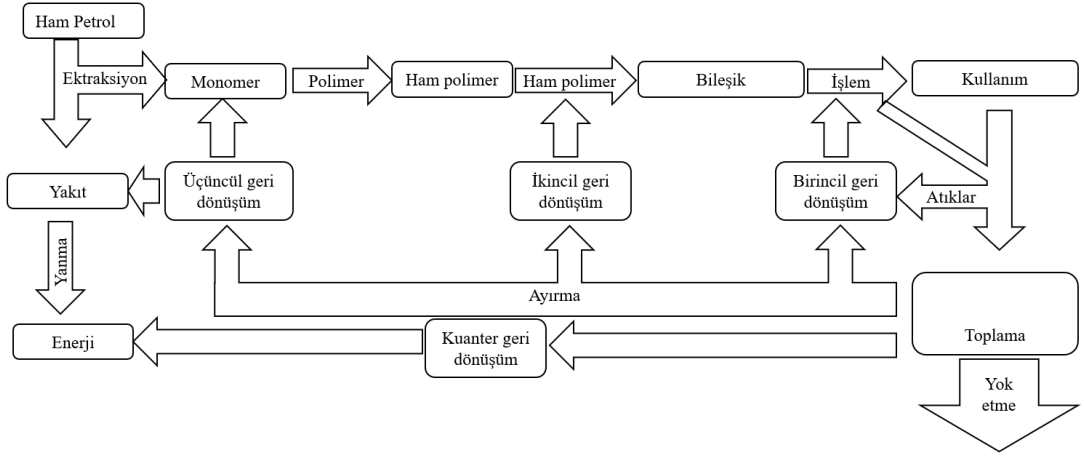 Ham Petrol
Ektraksiyon
Monomer
Polimer
Ham polimer
Ham polimer
Bileşik
İşlem
Kullanım
Yakıt
Üçüncül geri
dönüşüm
İkincil geri
dönüşüm
Birincil geri
dönüşüm
Atıklar
Yanma
Ayırma
Enerji
Kuanter geri
dönüşüm
Toplama
Yok
etme